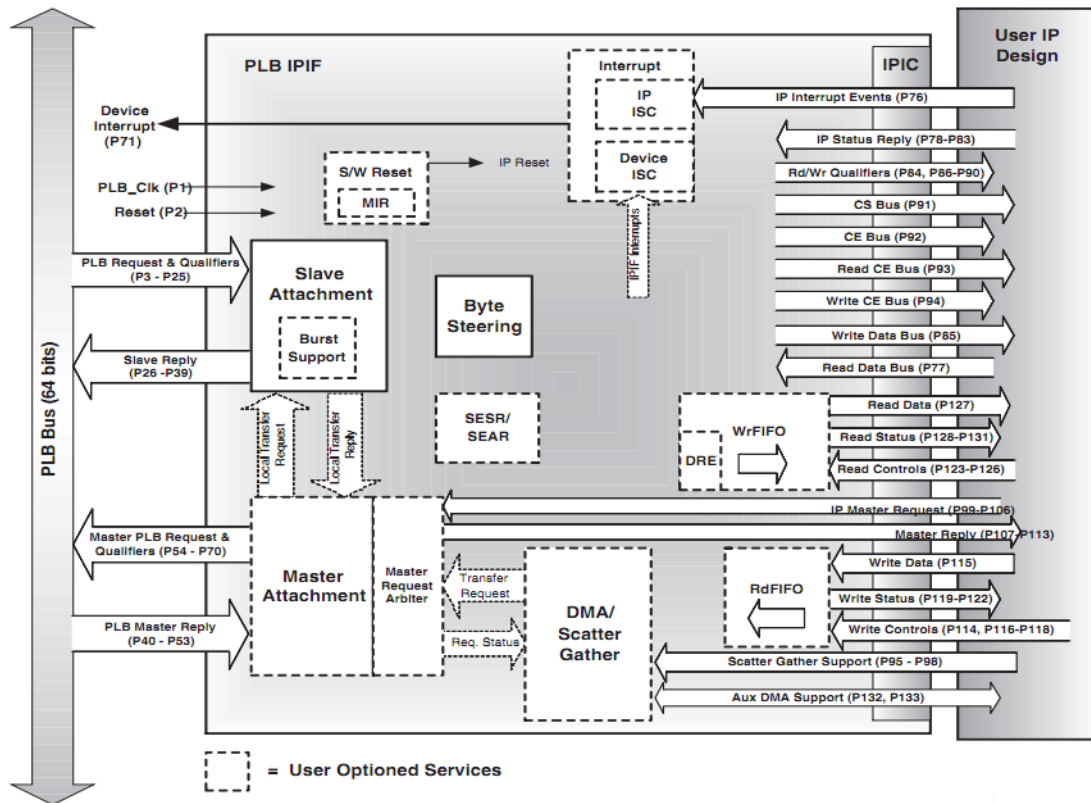 User IP
Design
PLB IPIF
IPIC
Interrupt
IP
ISC
Device
ISC
IP Interrupt Events (P76)
Device
Interrupt
(P71)
IP Status Reply (P78-P83)
S/W Reset
MIR
IP Reset
Rd/Wr Qualifiers (P84, P86-P90)
PLB_Clk (P1)
Reset (P2)
CS Bus (P91)
CE Bus (P92)
PLB Request & Qualifiers
(P3 - P25)
Slave
Attachment
Burst
Support
Byte
Steering
IPIF Interrupts
Read CE Bus (P93)
Write CE Bus (P94)
Write Data Bus (P85)
Slave Reply
(P26 -P39)
Read Data Bus (P77)
PLB Bus (64 bits)
Local Transfer
Request
Local Transfer
Reply
SESR/
SEAR
WrFIFO
DRE
Read Data (P127)
Read Status (P128-P131)
Read Controls (P123-P126)
IP Master Request (P99-P106)
Master Reply (P107-P113)
Master PLB Request &
Qualifiers (P54 - P70)
Master
Attachment
Master
Request
Arbiter
Transfer
Request
Req. Status
DMA/
Scatter
Gather
RdFIFO
Write Data (P115)
Write Status (P119-P122)
Write Controls (P114, P116-P118)
PLB Master Reply
(P40 - P53)
Scatter Gather Support (P95 - P98)
Aux DMA Support (P132, P133)
= User Optioned Services